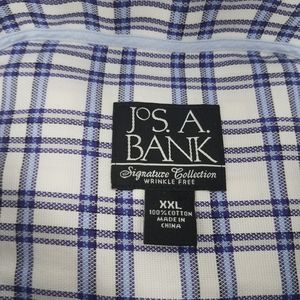 JOS. A.
BANK
Signature Collection
WRINKLE FREE
XXL
100% COTTON
MADE IN
CHINA